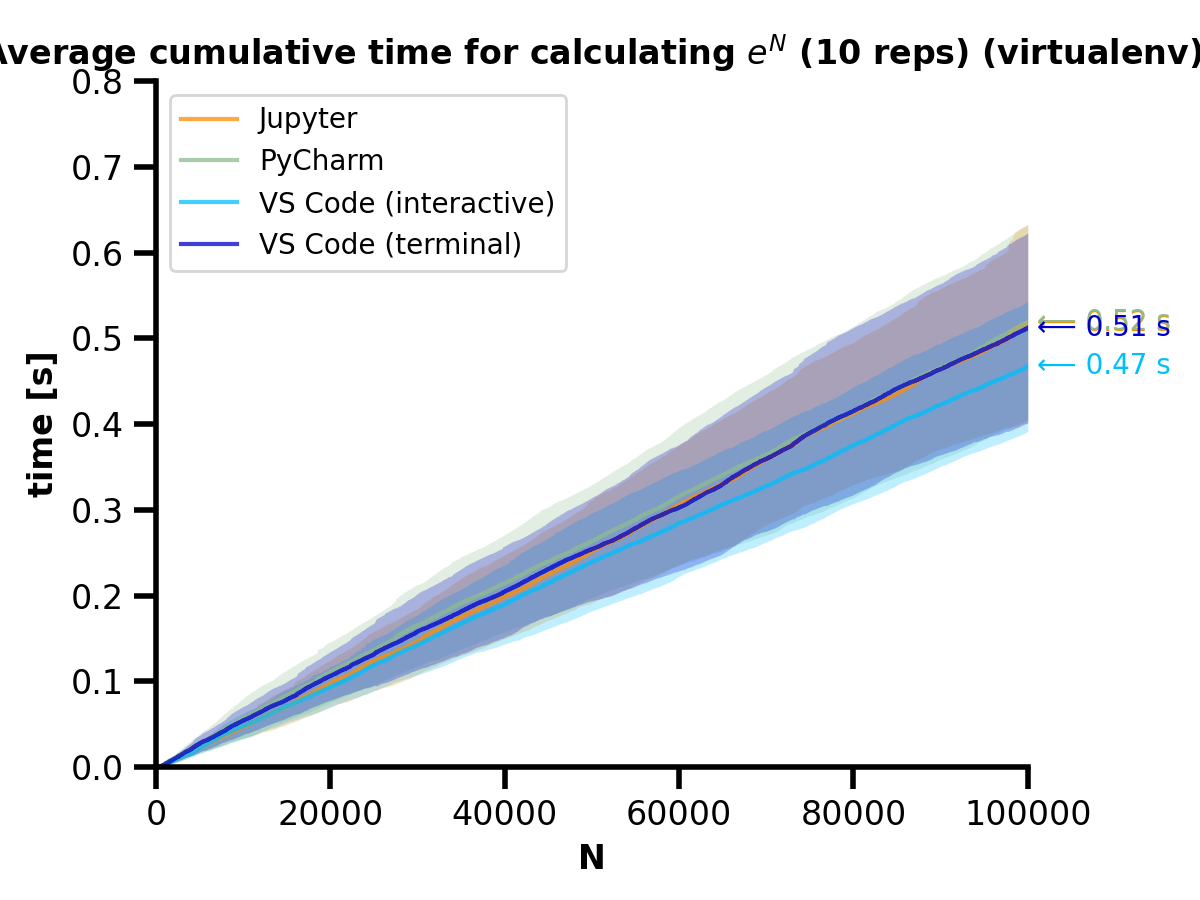 Average cumulative time for calculating e^N (10 reps) (virtualenv)
0.8
Jupyter
PyCharm
VS Code (interactive)
VS Code (terminal)
0.7
0.6
0.5
0.4
0.3
0.2
0.1
0.0
time [s]
← 0.52 s
← 0.51 s
← 0.47 s
0 20000 40000 60000 80000 100000
N